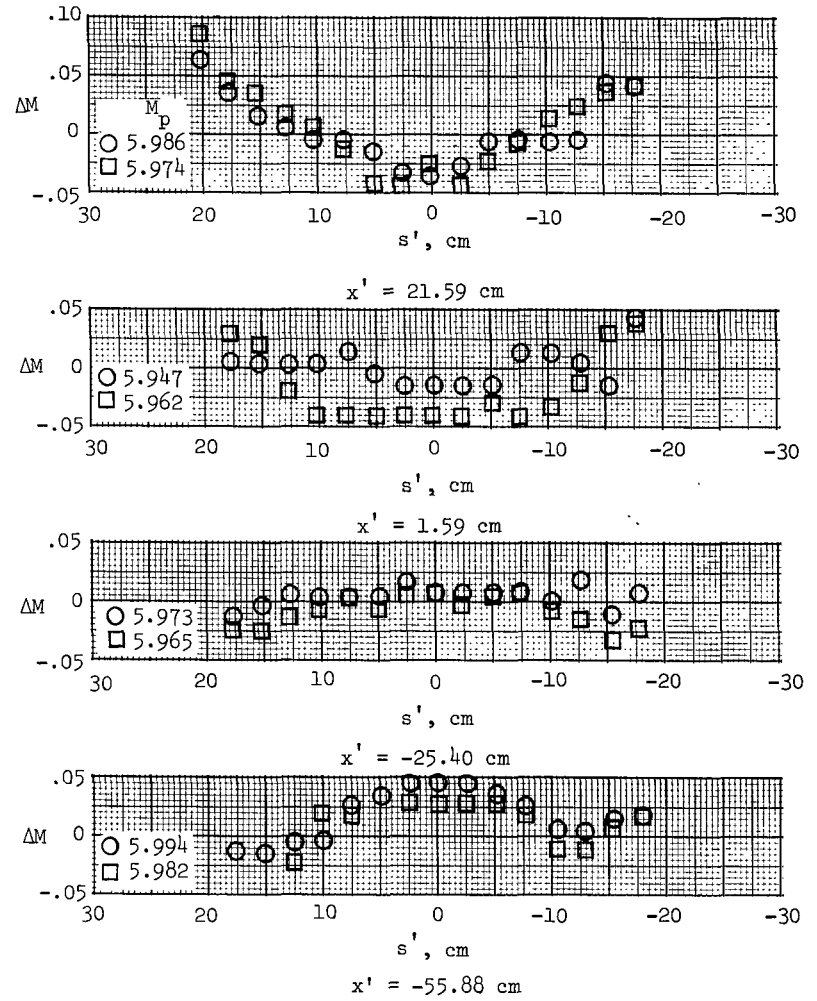 .10
.05
ΔM
M_p
0
○ 5.986
□ 5.974
-.05
30 20 10 0 -10 -20 -30
s', cm
x' = 21.59 cm
.05
ΔM 0
○ 5.947
□ 5.962
-.05
30 20 10 0 -10 -20 -30
s', cm
x' = 1.59 cm
.05
ΔM 0
○ 5.973
□ 5.965
-.05
30 20 10 0 -10 -20 -30
s', cm
x' = -25.40 cm
.05
ΔM 0
○ 5.994
□ 5.982
-.05
30 20 10 0 -10 -20 -30
s', cm
x' = -55.88 cm